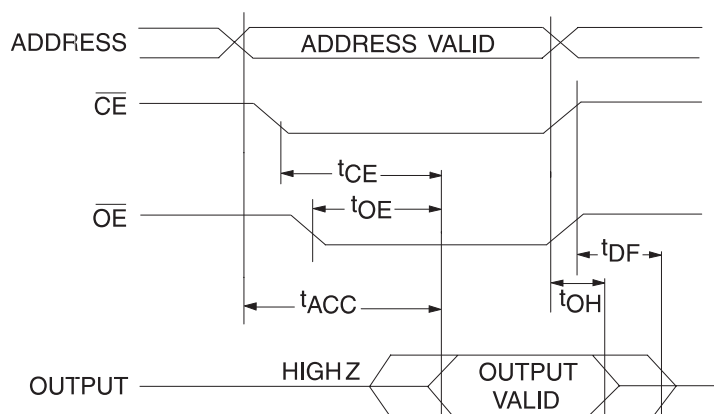 ADDRESS
ADDRESS VALID
CE
tCE
OE
tOE
tDF
tACC
tOH
OUTPUT
HIGH Z
OUTPUT
VALID